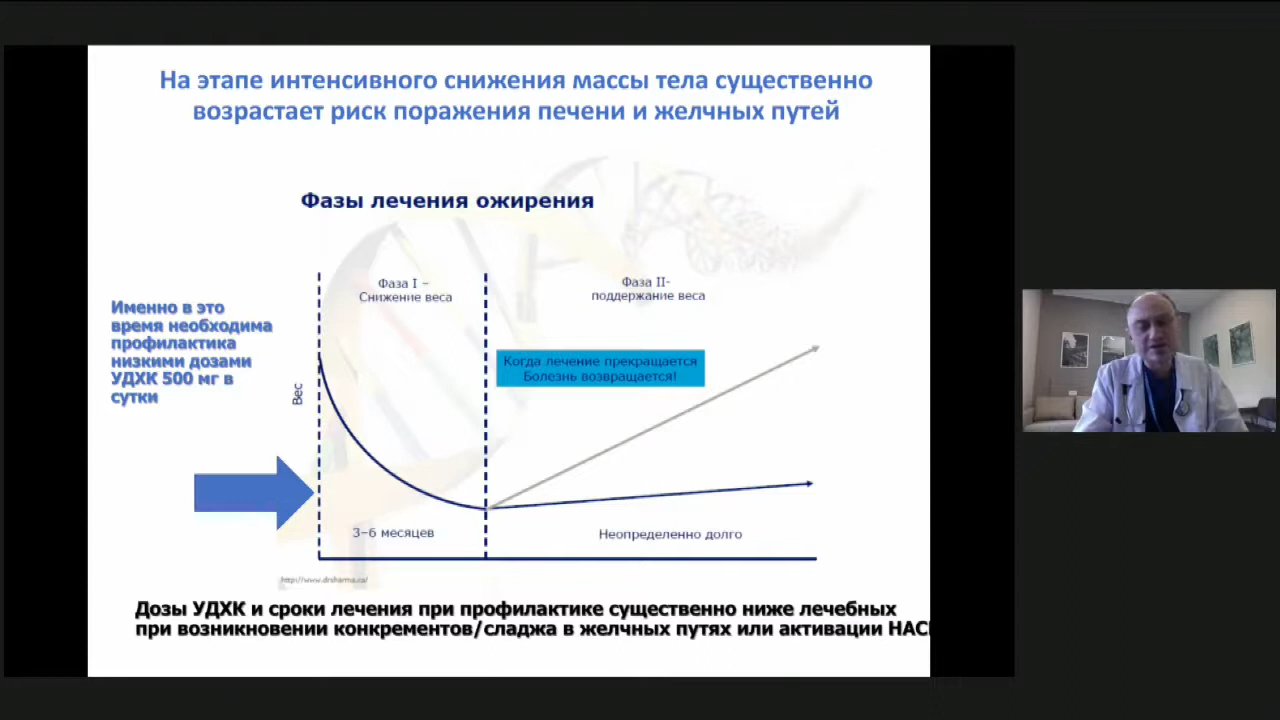 На этапе интенсивного снижения массы тела существенно
возрастает риск поражения печени и желчных путей
Фазы лечения ожирения
Фаза I –
Снижение веса
Фаза II-
поддержание веса
Именно в это
время необходима
профилактика
низкими дозами
УДХК 500 мг в
сутки
Вес
Когда лечение прекращается
Болезнь возвращается!
3–6 месяцев
Неопределенно долго
http://www.drsharma.ca/
Дозы УДХК и сроки лечения при профилактике существенно ниже лечебных
при возникновении конкрементов/сладжа в желчных путях или активации